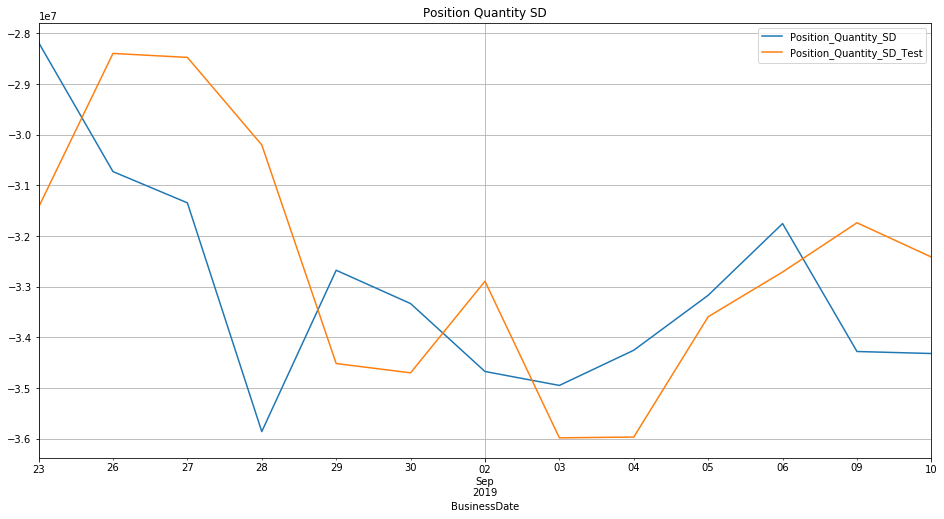 Position Quantity SD
1e7
Position_Quantity_SD
Position_Quantity_SD_Test
−2.8
−2.9
−3.0
−3.1
−3.2
−3.3
−3.4
−3.5
−3.6
23 26 27 28 29 30 02 03 04 05 06 09 10
Sep
2019
BusinessDate